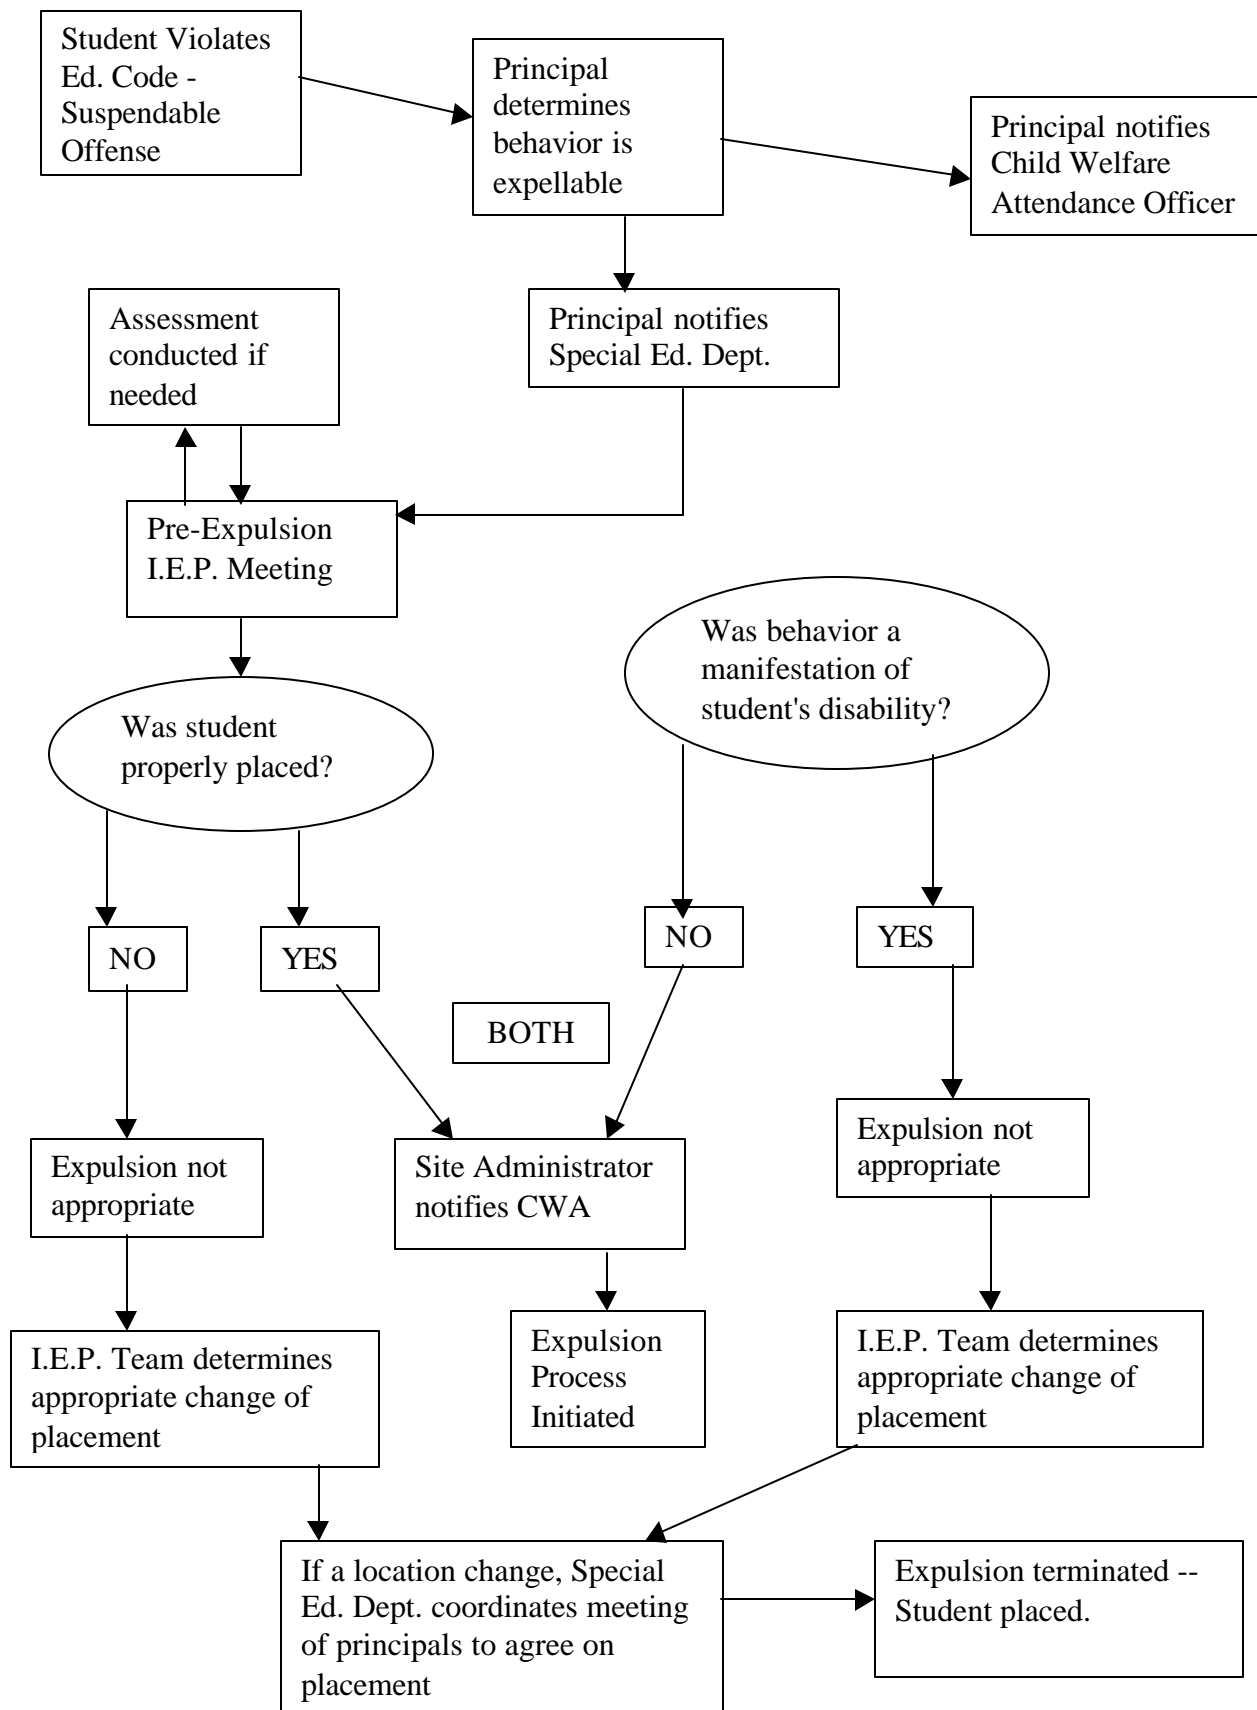 Student Violates
Ed. Code -
Suspendable
Offense
Principal
determines
behavior is
expellable
Principal notifies
Child Welfare
Attendance Officer
Assessment
conducted if
needed
Principal notifies
Special Ed. Dept.
Pre-Expulsion
I.E.P. Meeting
Was behavior a
manifestation of
student's disability?
Was student
properly placed?
NO
YES
NO
YES
BOTH
Expulsion not
appropriate
Site Administrator
notifies CWA
Expulsion not
appropriate
I.E.P. Team determines
appropriate change of
placement
Expulsion
Process
Initiated
I.E.P. Team determines
appropriate change of
placement
If a location change, Special
Ed. Dept. coordinates meeting
of principals to agree on
placement
Expulsion terminated --
Student placed.